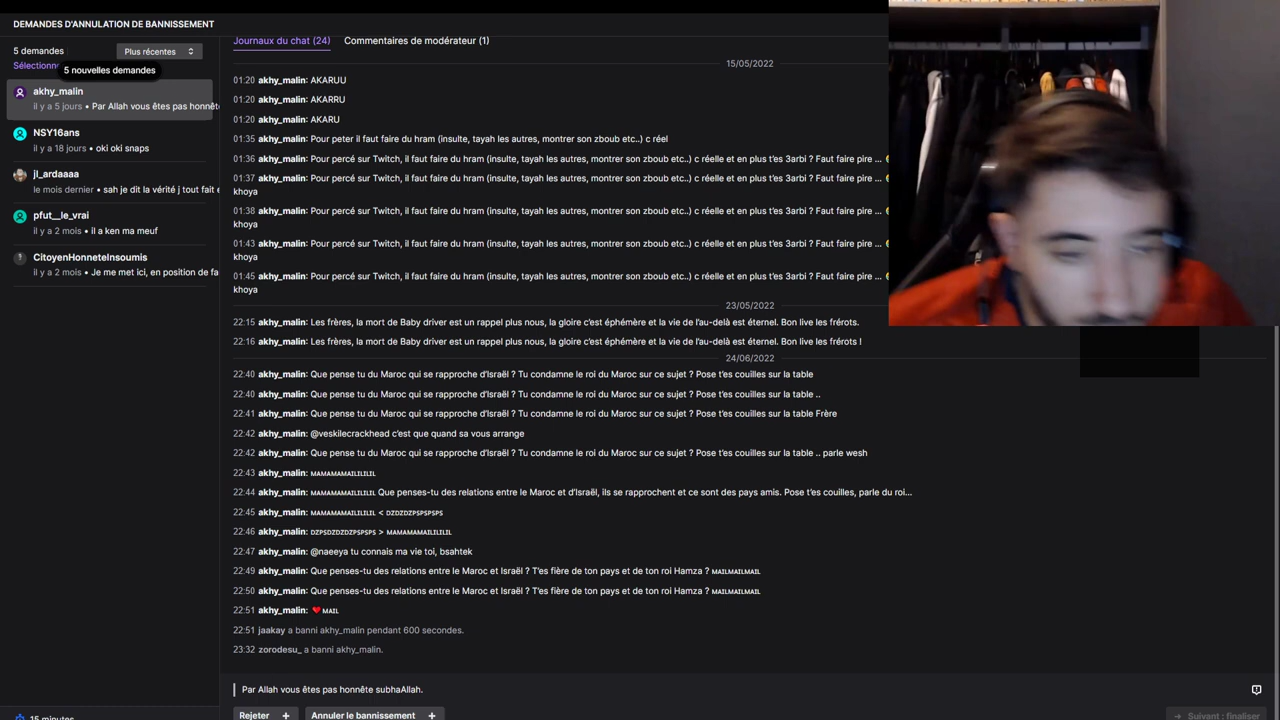 DEMANDES D'ANNULATION DE BANNISSEMENT
5 demandes
Plus récentes
Sélectionn
5 nouvelles demandes
akhy_malin
il y a 5 jours • Par Allah vous êtes pas honnêt
NSY16ans
il y a 18 jours • oki oki snaps
jl_ardaaaa
le mois dernier • sah je dit la vérité j tout fait e
pfut__le_vrai
il y a 2 mois • il a ken ma meuf
CitoyenHonneteInsoumis
il y a 2 mois • Je me met ici, en position de fa
15 minutes
Journaux du chat (24) Commentaires de modérateur (1)
15/05/2022
01:20 akhy_malin: AKARUU
01:20 akhy_malin: AKARRU
01:20 akhy_malin: AKARU
01:35 akhy_malin: Pour peter il faut faire du hram (insulte, tayah les autres, montrer son zboub etc..) c réel
01:36 akhy_malin: Pour percé sur Twitch, il faut faire du hram (insulte, tayah les autres, montrer son zboub etc..) c réelle et en plus t'es 3arbi ? Faut faire pire ...
01:37 akhy_malin: Pour percé sur Twitch, il faut faire du hram (insulte, tayah les autres, montrer son zboub etc..) c réelle et en plus t'es 3arbi ? Faut faire pire ...
khoya
01:38 akhy_malin: Pour percé sur Twitch, il faut faire du hram (insulte, tayah les autres, montrer son zboub etc..) c réelle et en plus t'es 3arbi ? Faut faire pire ...
khoya
01:43 akhy_malin: Pour percé sur Twitch, il faut faire du hram (insulte, tayah les autres, montrer son zboub etc..) c réelle et en plus t'es 3arbi ? Faut faire pire ...
khoya
01:45 akhy_malin: Pour percé sur Twitch, il faut faire du hram (insulte, tayah les autres, montrer son zboub etc..) c réelle et en plus t'es 3arbi ? Faut faire pire ...
khoya
23/05/2022
22:15 akhy_malin: Les frères, la mort de Baby driver est un rappel plus nous, la gloire c'est éphémère et la vie de l'au-delà est éternel. Bon live les frérots.
22:16 akhy_malin: Les frères, la mort de Baby driver est un rappel plus nous, la gloire c'est éphémère et la vie de l'au-delà est éternel. Bon live les frérots !
24/06/2022
22:40 akhy_malin: Que pense tu du Maroc qui se rapproche d'Israël ? Tu condamne le roi du Maroc sur ce sujet ? Pose t'es couilles sur la table
22:40 akhy_malin: Que pense tu du Maroc qui se rapproche d'Israël ? Tu condamne le roi du Maroc sur ce sujet ? Pose t'es couilles sur la table ..
22:41 akhy_malin: Que pense tu du Maroc qui se rapproche d'Israël ? Tu condamne le roi du Maroc sur ce sujet ? Pose t'es couilles sur la table Frère
22:42 akhy_malin: @veskilecrackhead c'est que quand sa vous arrange
22:42 akhy_malin: Que pense tu du Maroc qui se rapproche d'Israël ? Tu condamne le roi du Maroc sur ce sujet ? Pose t'es couilles sur la table .. parle wesh
22:43 akhy_malin: ᴍᴀᴍᴀᴍᴀᴍᴀɪʟɪʟɪʟɪʟ
22:44 akhy_malin: ᴍᴀᴍᴀᴍᴀᴍᴀɪʟɪʟɪʟɪʟ Que penses-tu des relations entre le Maroc et d'Israël, ils se rapprochent et ce sont des pays amis. Pose t'es couilles, parle du roi...
22:45 akhy_malin: ᴍᴀᴍᴀᴍᴀᴍᴀɪʟɪʟɪʟɪʟ < ᴅᴢᴅᴢᴅᴢᴘsᴘsᴘsᴘs
22:46 akhy_malin: ᴅᴢᴘsᴅᴢᴅᴢᴅᴢᴘsᴘsᴘs > ᴍᴀᴍᴀᴍᴀᴍᴀɪʟɪʟɪʟɪʟ
22:47 akhy_malin: @naeeya tu connais ma vie toi, bsahtek
22:49 akhy_malin: Que penses-tu des relations entre le Maroc et Israël ? T'es fière de ton pays et de ton roi Hamza ? ᴍᴀɪʟᴍᴀɪʟᴍᴀɪʟ
22:50 akhy_malin: Que penses-tu des relations entre le Maroc et Israël ? T'es fière de ton pays et de ton roi Hamza ? ᴍᴀɪʟᴍᴀɪʟᴍᴀɪʟ
22:51 akhy_malin: ❤️ ᴍᴀɪʟ
22:51 jaakay a banni akhy_malin pendant 600 secondes.
23:32 zorodesu_ a banni akhy_malin.
Par Allah vous êtes pas honnête subhaAllah.
Rejeter + Annuler le bannissement +
→ Suivant : finaliser